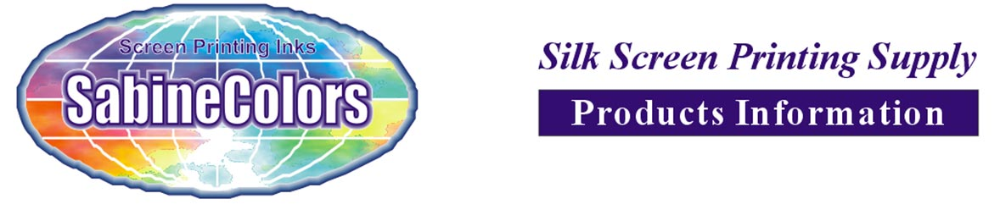 Screen Printing Inks
SabineColors
Silk Screen Printing Supply
Products Information